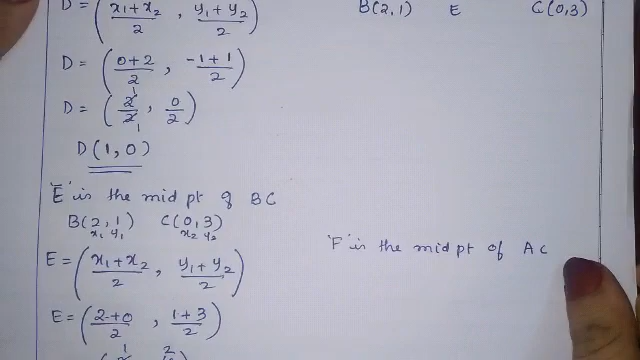 D = (x1+x2/2 , y1+y2/2)
B(2,1) E C(0,3)
D = (0+2/2 , -1+1/2)
D = (2/2 , 0/2)
D(1,0)
'E' is the mid pt of BC
B(2,1) C(0,3)
x1 y1 x2 y2
'F' is the mid pt of AC
E = (x1+x2/2 , y1+y2/2)
E = (2+0/2 , 1+3/2)